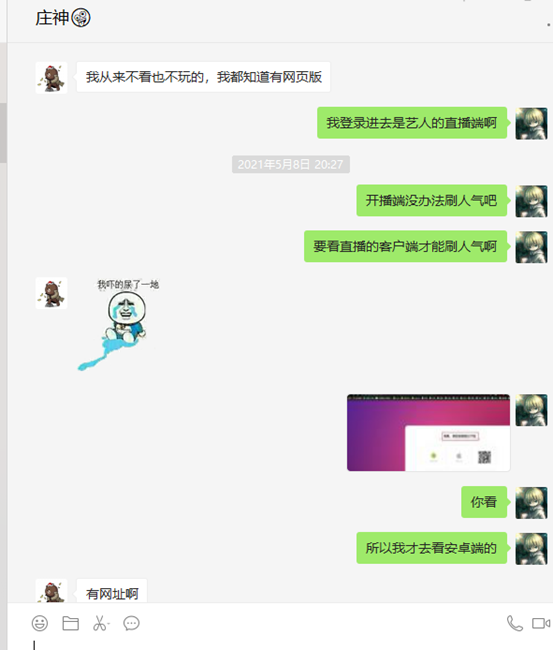 庄神
我从来不看也不玩的，我都知道有网页版
我登录进去是艺人的直播端啊
2021年5月8日 20:27
开播端没办法刷人气吧
要看直播的客户端才能刷人气啊
我吓的尿了一地
你看
所以我才去看安卓端的
有网址啊